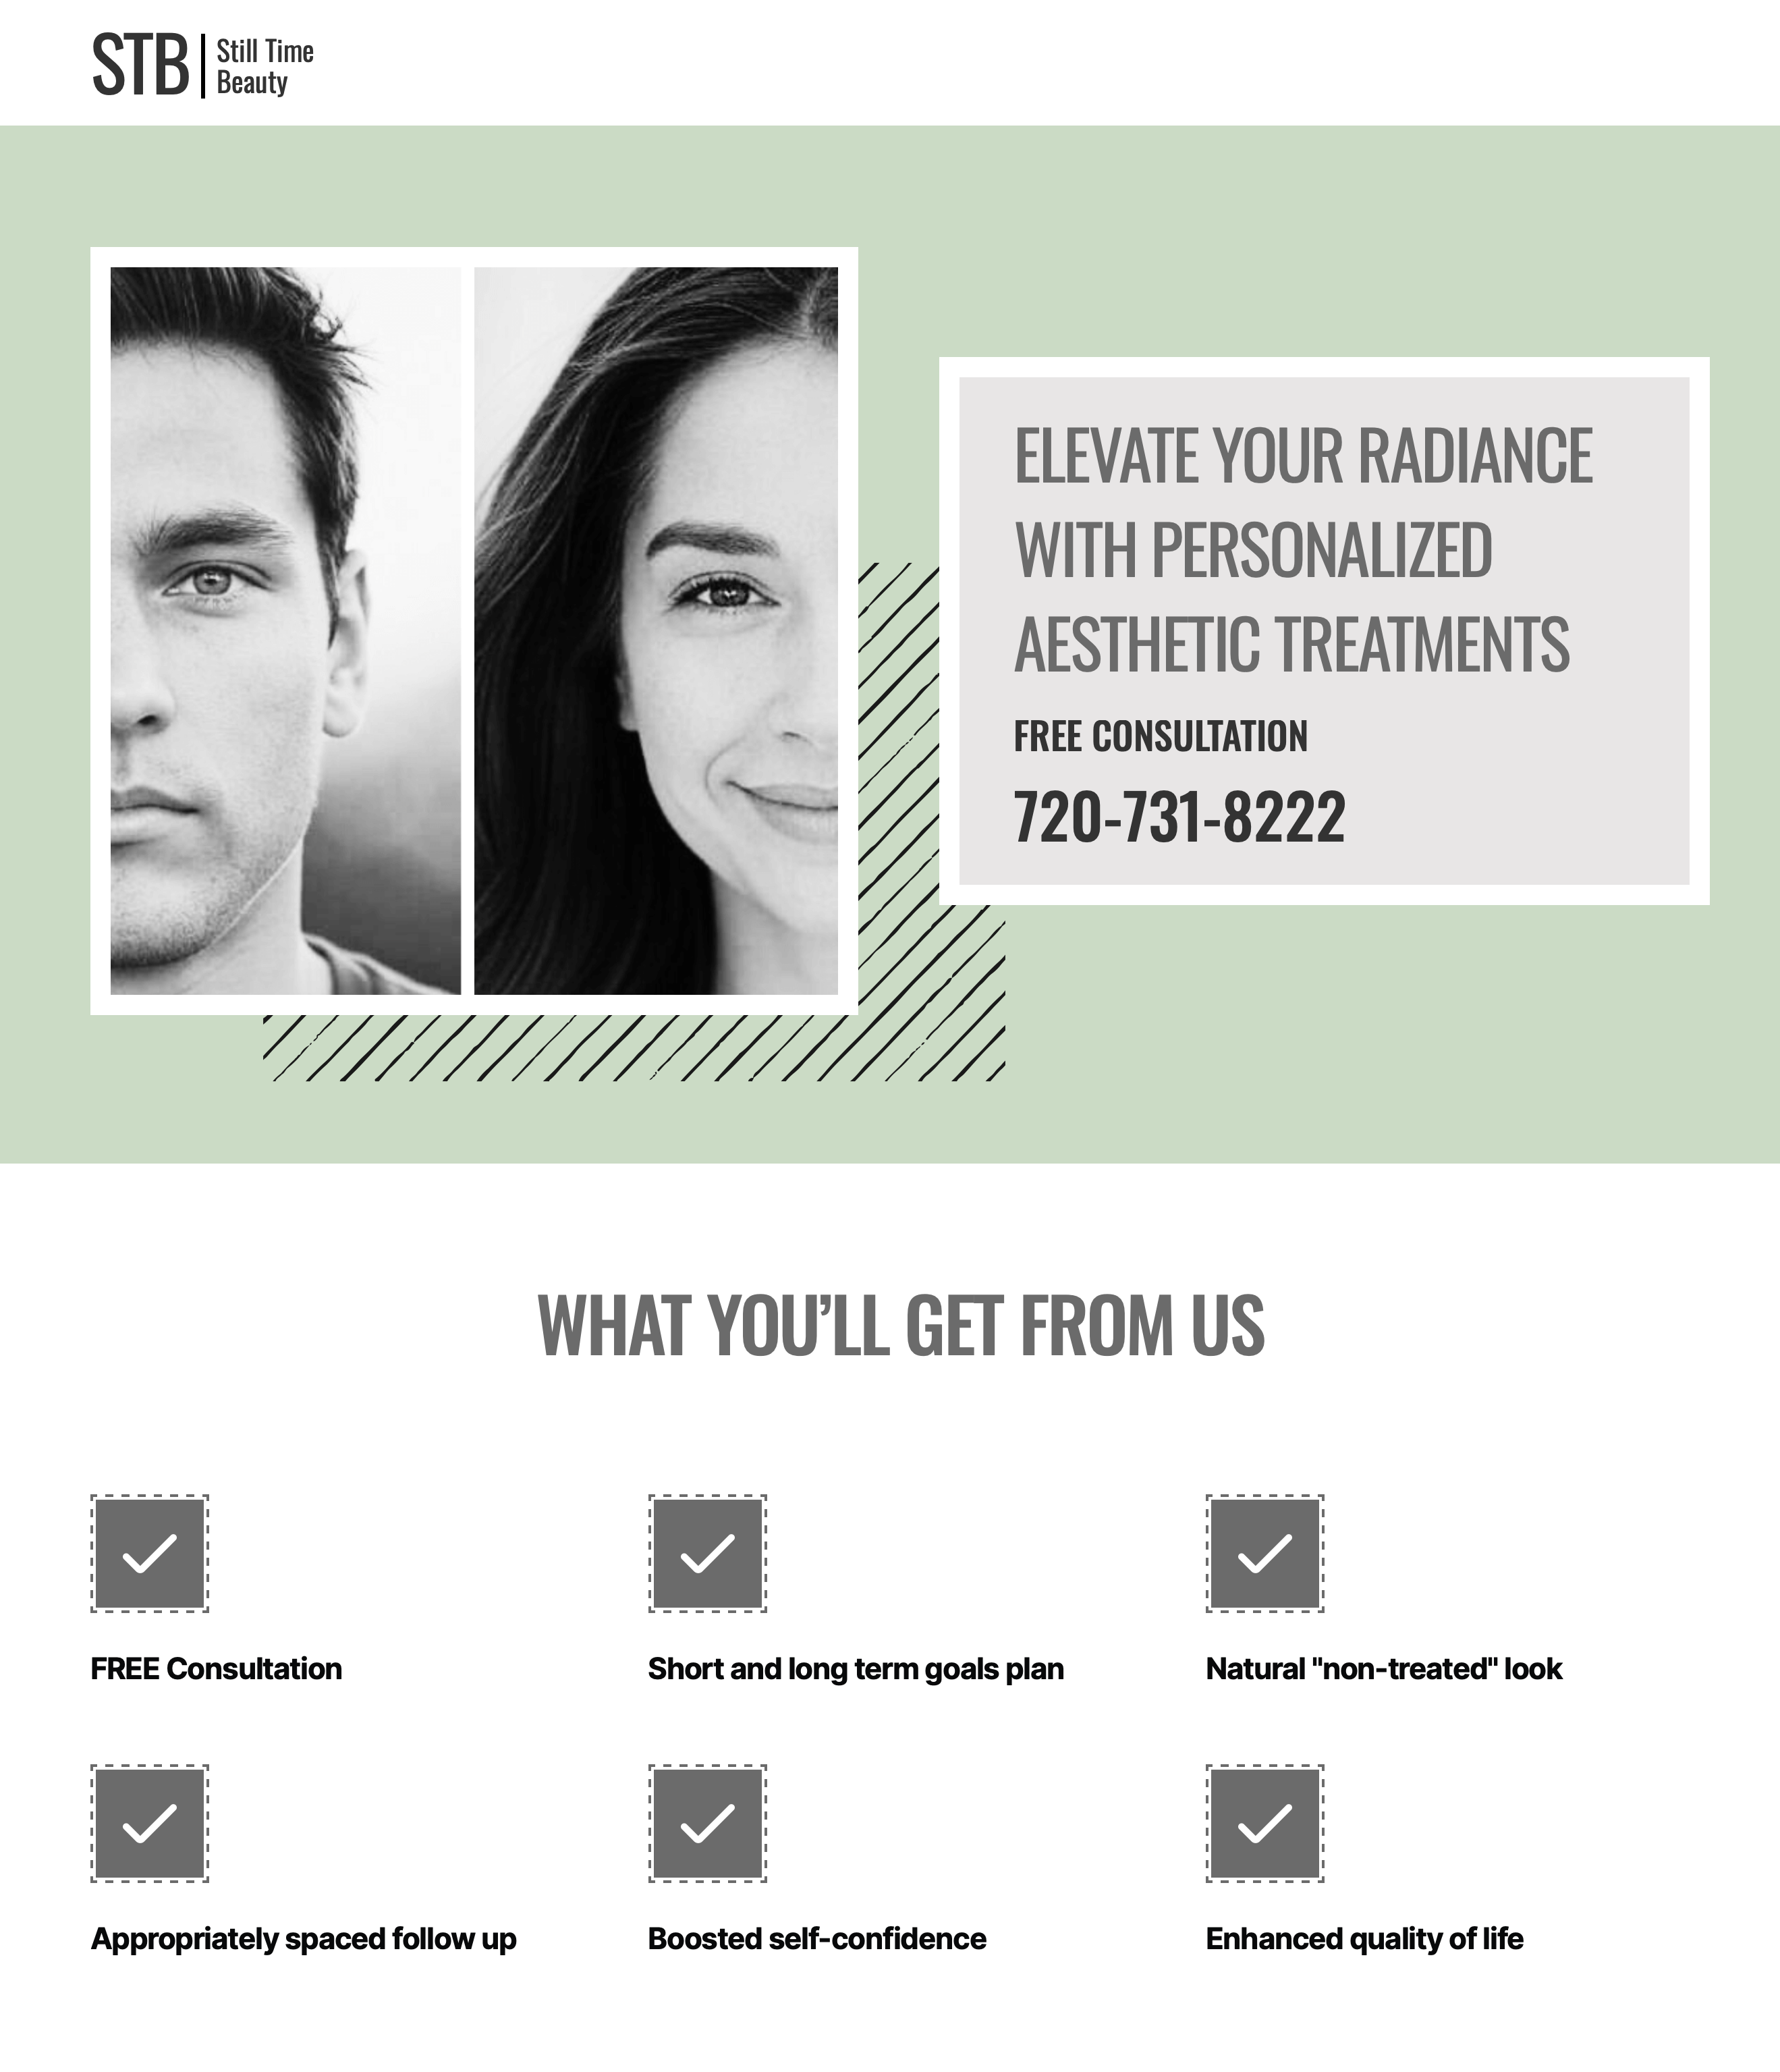 STB
Still Time
Beauty
ELEVATE YOUR RADIANCE
WITH PERSONALIZED
AESTHETIC TREATMENTS
FREE CONSULTATION
720-731-8222
WHAT YOU’LL GET FROM US
FREE Consultation
Short and long term goals plan
Natural "non-treated" look
Appropriately spaced follow up
Boosted self-confidence
Enhanced quality of life